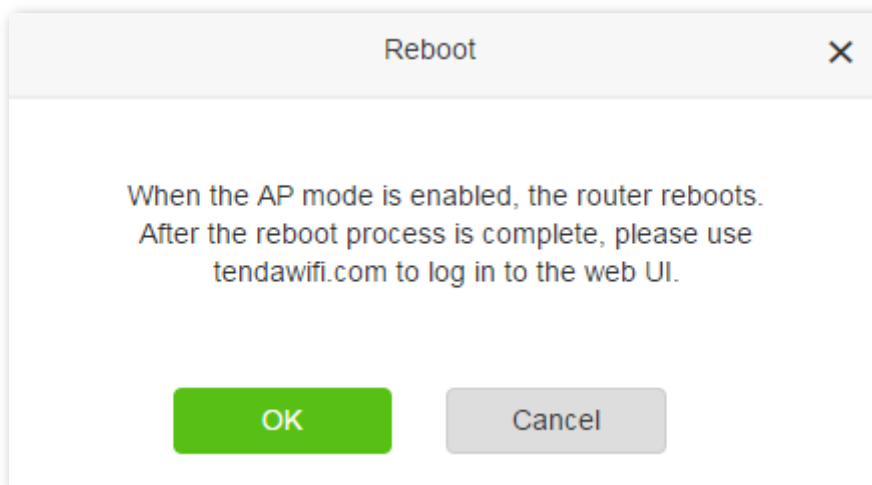 Reboot
When the AP mode is enabled, the router reboots.
After the reboot process is complete, please use
tendawifi.com to log in to the web UI.
OK
Cancel